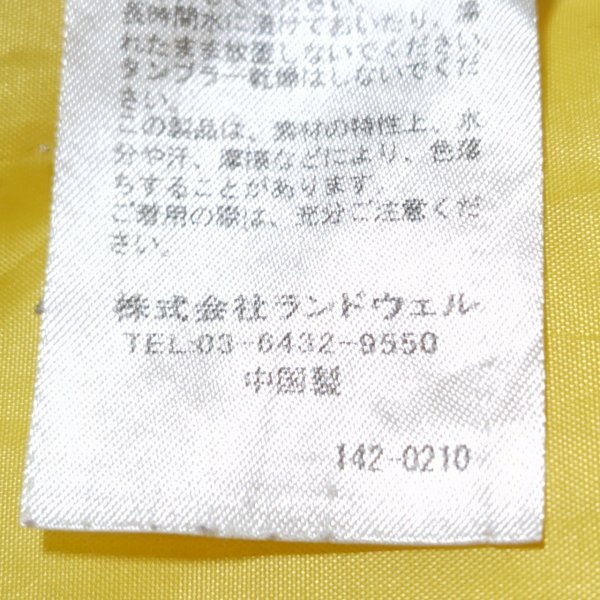 長時間水に漬けておいたり、濡
れたまま放置しないでください
タンブラー乾燥はしないでくだ
さい。
この製品は、素材の特性上、水
分や汗、摩擦などにより、色落
ちすることがあります。
ご着用の際は、充分ご注意くだ
さい。
株式会社ランドウェル
TEL:03-6432-9550
中国製
142-0210